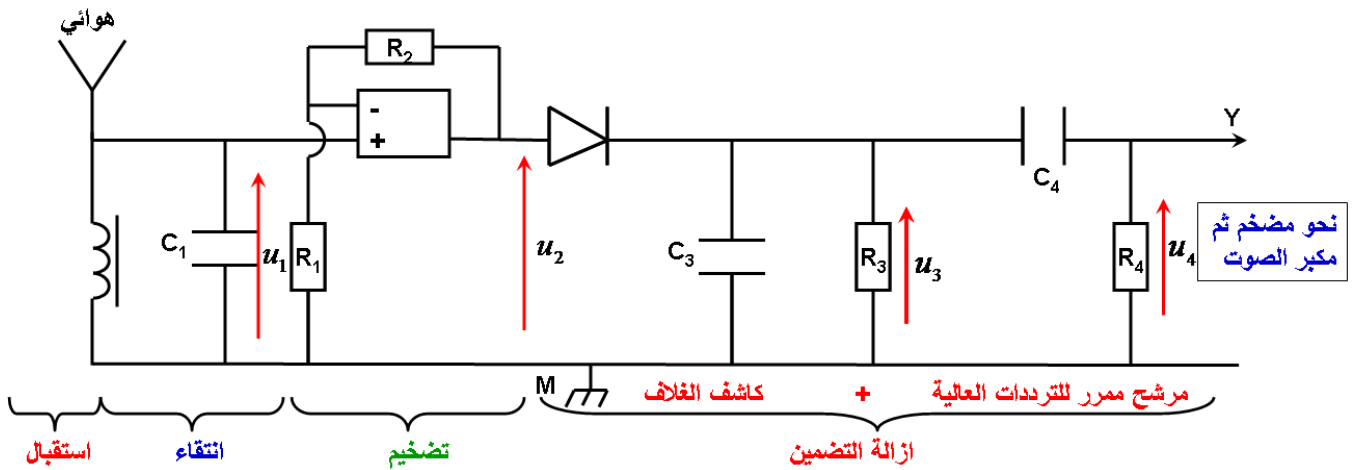 هوائي
R2
-
+
Y
C4
C1
u1
R1
u2
C3
R3
u3
R4
u4
نحو مضخم ثم
مكبر الصوت
M
كاشف الغلاف + مرشح ممرر للترددات العالية
استقبال
انتقاء
تضخيم
ازالة التضمين